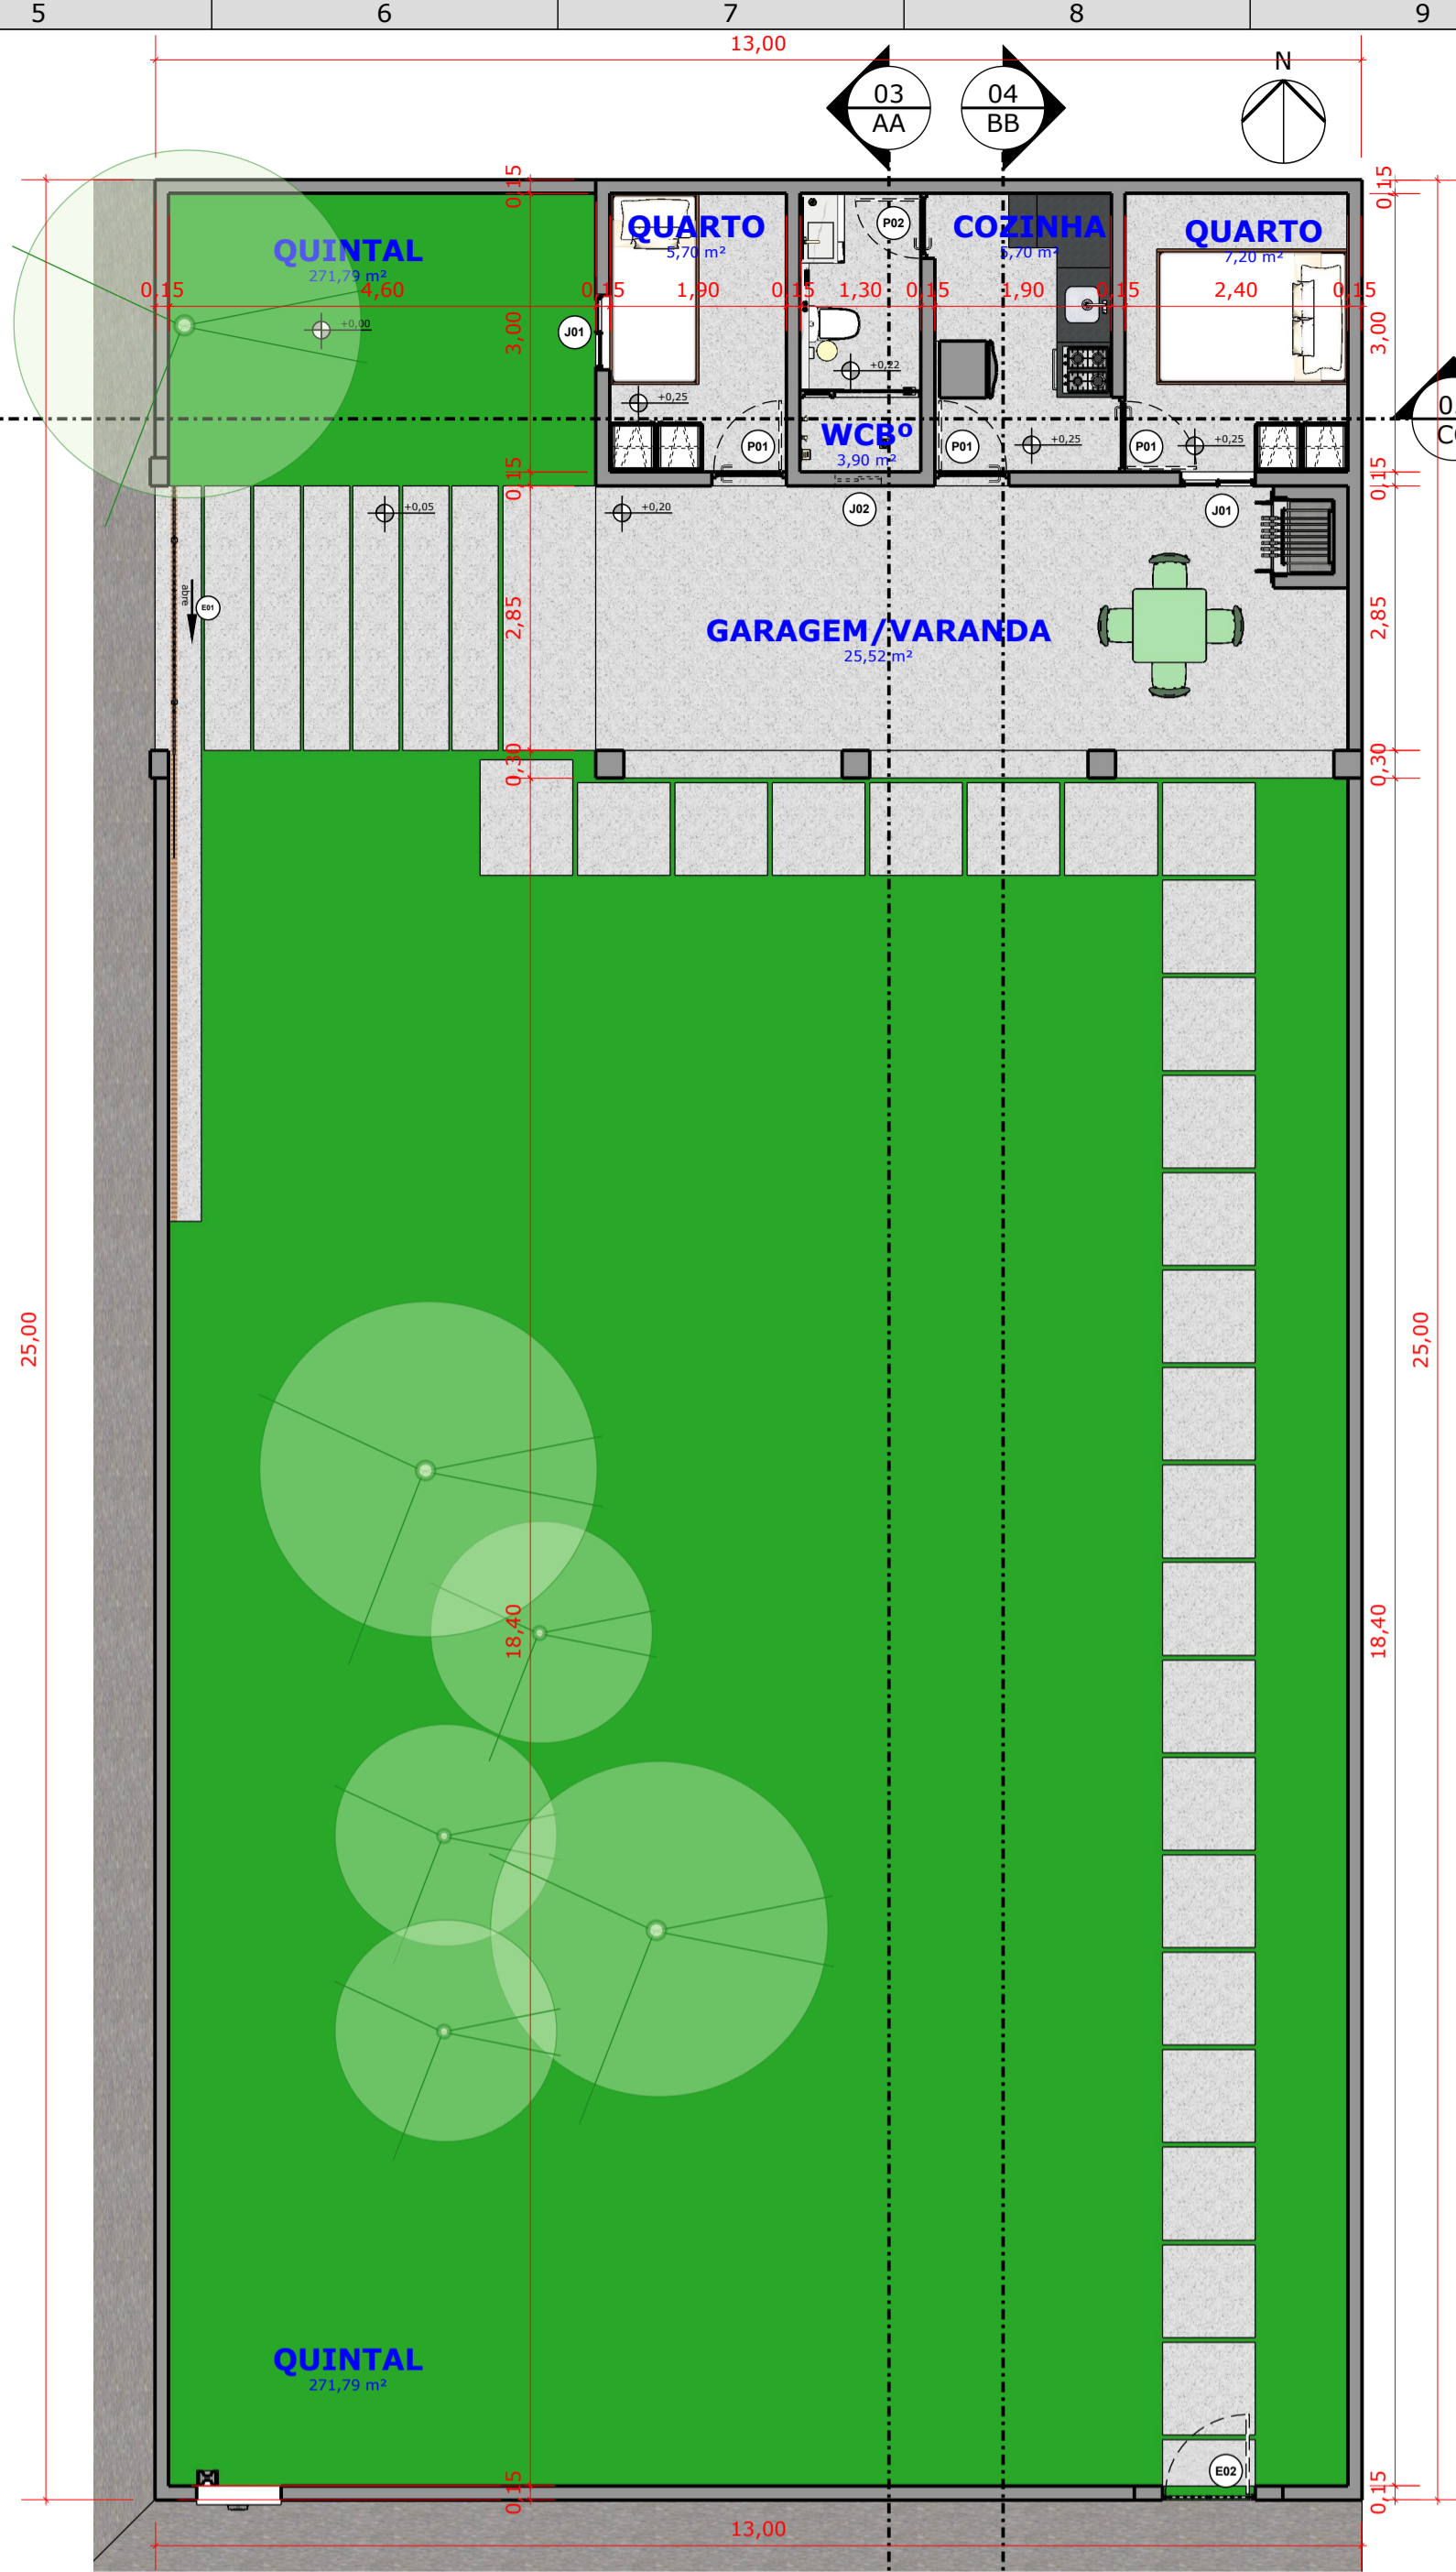 5 6 7 8 9
13,00
03
AA
04
BB
N
0,15
0,15
QUINTAL
271,79 m²
QUARTO
5,70 m²
P02
COZINHA
5,70 m²
QUARTO
7,20 m²
0,15 4,60 0,15 1,90 0,15 1,30 0,15 1,90 0,15 2,40 0,15
+0,00
J01
3,00
3,00
+0,22
+0,25
WCBº
3,90 m²
P01
P01
+0,25
P01
+0,25
0,15
0,15
+0,05
+0,20
J02
J01
abre
E01
2,85
GARAGEM/VARANDA
25,52 m²
2,85
0,30
0,30
25,00
25,00
18,40
18,40
QUINTAL
271,79 m²
E02
0,15
0,15
13,00